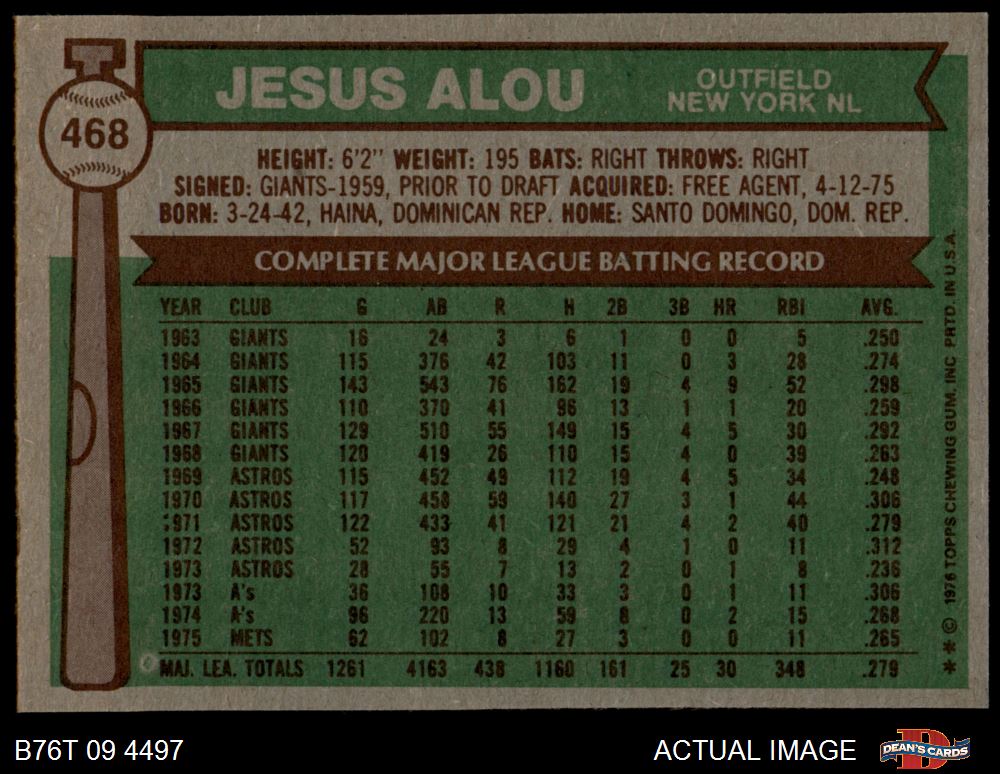 468
JESUS ALOU
OUTFIELD
NEW YORK NL
HEIGHT: 6'2" WEIGHT: 195 BATS: RIGHT THROWS: RIGHT
SIGNED: GIANTS-1959, PRIOR TO DRAFT ACQUIRED: FREE AGENT, 4-12-75
BORN: 3-24-42, HAINA, DOMINICAN REP. HOME: SANTO DOMINGO, DOM. REP.
COMPLETE MAJOR LEAGUE BATTING RECORD
YEAR CLUB G AB R H 2B 3B HR RBI AVG.
1963 GIANTS 16 24 3 6 1 0 0 5 .250
1964 GIANTS 115 376 42 103 11 0 3 28 .274
1965 GIANTS 143 543 76 162 19 4 9 52 .298
1966 GIANTS 110 370 41 96 13 1 1 20 .259
1967 GIANTS 129 510 55 149 15 4 5 30 .292
1968 GIANTS 120 419 26 110 15 4 0 39 .263
1969 ASTROS 115 452 49 112 19 4 5 34 .248
1970 ASTROS 117 458 59 140 27 3 1 44 .306
1971 ASTROS 122 433 41 121 21 4 2 40 .279
1972 ASTROS 52 93 8 29 4 1 0 11 .312
1973 ASTROS 28 55 7 13 2 0 1 8 .236
1973 A's 36 108 10 33 3 0 1 11 .306
1974 A's 96 220 13 59 8 0 2 15 .268
1975 METS 62 102 8 27 3 0 0 11 .265
MAJ. LEA. TOTALS 1261 4163 438 1160 161 25 30 348 .279
** © 1976 TOPPS CHEWING GUM, INC PRTD. IN U.S.A.
B76T 09 4497
ACTUAL IMAGE
DEAN'S CARDS